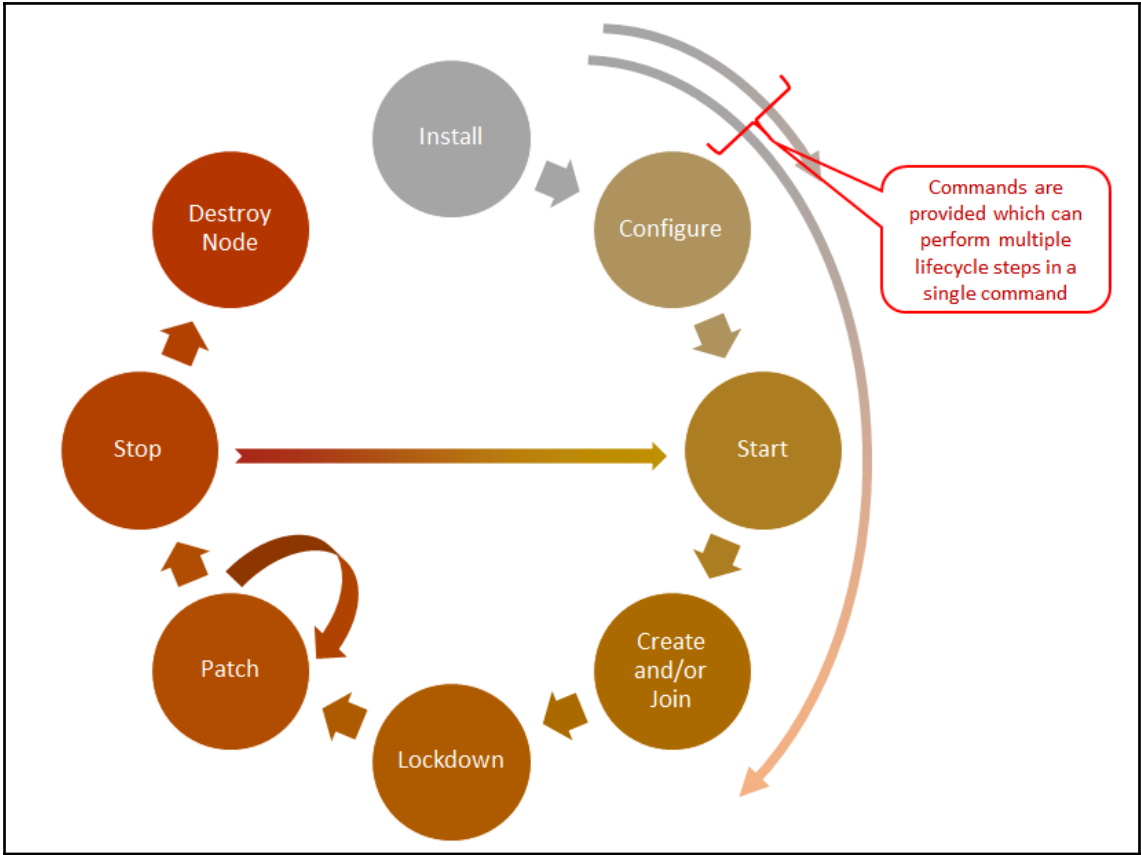 Install
Configure
Commands are
provided which can
perform multiple
lifecycle steps in a
single command
Start
Create
and/or
Join
Lockdown
Patch
Stop
Destroy
Node